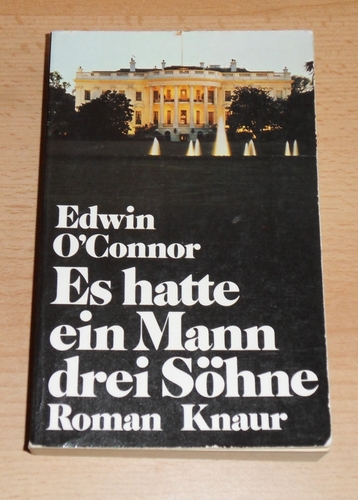 Edwin
O'Connor
Es hatte
ein Mann
drei Söhne
Roman Knaur